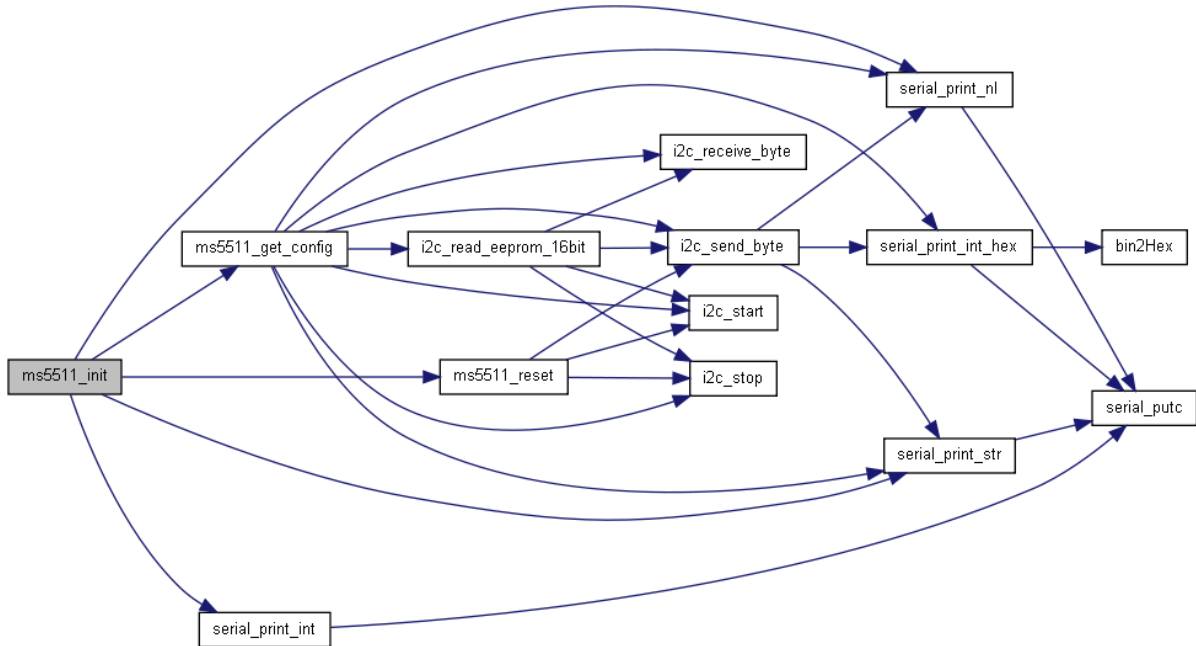 serial_print_nl
i2c_receive_byte
ms5511_get_config
i2c_read_eeprom_16bit
i2c_send_byte
serial_print_int_hex
bin2Hex
i2c_start
ms5511_init
ms5511_reset
i2c_stop
serial_putc
serial_print_str
serial_print_int